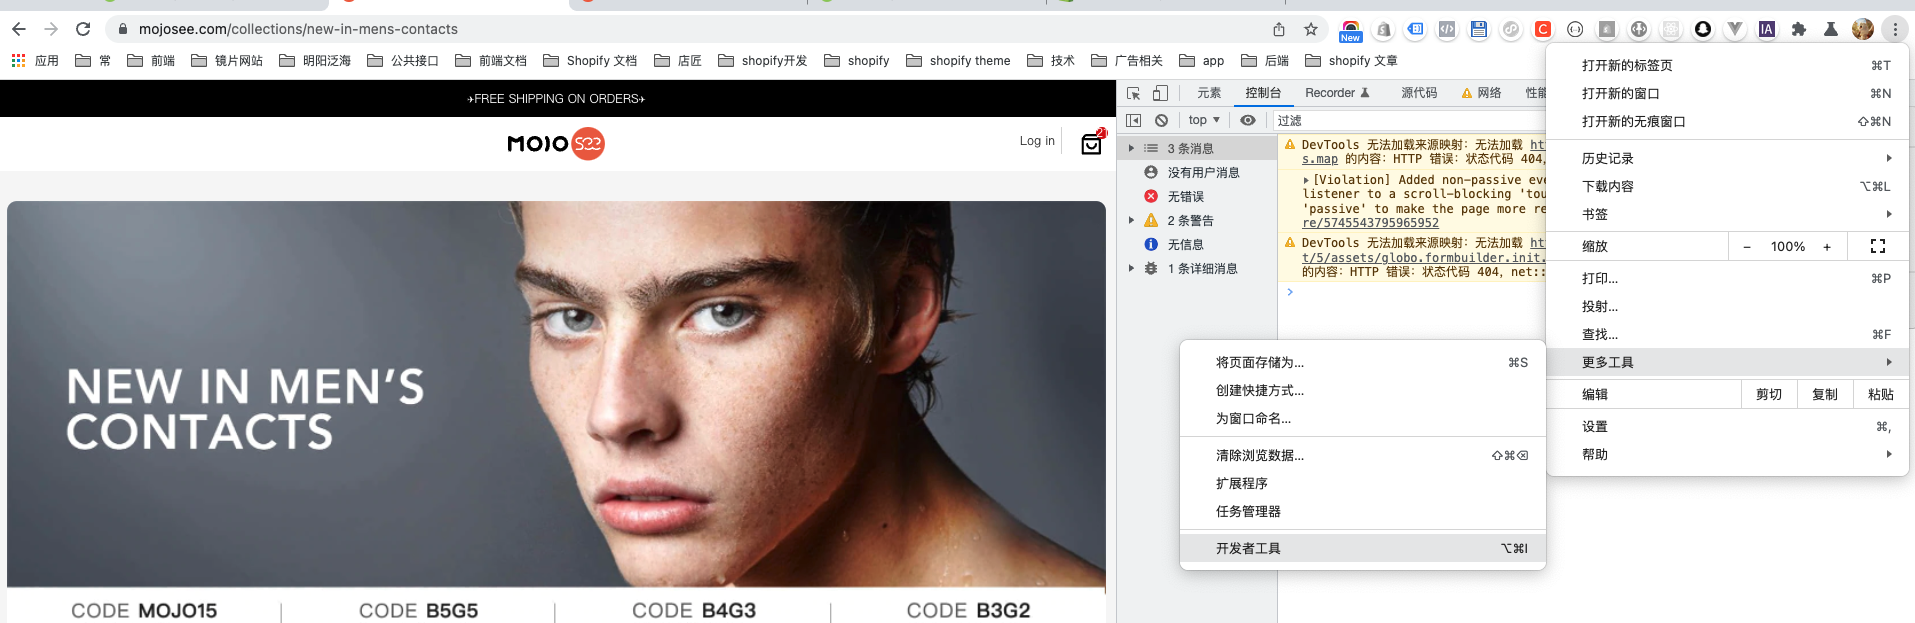 mojosee.com/collections/new-in-mens-contacts
New
应用
常
前端
镜片网站
明阳泛海
公共接口
前端文档
Shopify 文档
店匠
shopify开发
shopify
shopify theme
技术
广告相关
app
后端
shopify 文章
✈FREE SHIPPING ON ORDERS✈
MOJO see
Log in
21
NEW IN MEN'S
CONTACTS
CODE MOJO15
CODE B5G5
CODE B4G3
CODE B3G2
元素
控制台
Recorder
源代码
网络
性能
top
过滤
3 条消息
没有用户消息
无错误
2 条警告
无信息
1 条详细消息
DevTools 无法加载来源映射: 无法加载 ht
s.map 的内容: HTTP 错误: 状态代码 404,
[Violation] Added non-passive eve
listener to a scroll-blocking 'tou
'passive' to make the page more re
re/5745543795965952
DevTools 无法加载来源映射: 无法加载 ht
t/5/assets/globo.formbuilder.init.
的内容: HTTP 错误: 状态代码 404, net::
打开新的标签页 ⌘T
打开新的窗口 ⌘N
打开新的无痕窗口 ⇧⌘N
历史记录
下载内容 ⌥⌘L
书签
缩放 − 100% +
打印... ⌘P
投射...
查找... ⌘F
更多工具
编辑 剪切 复制 粘贴
设置 ⌘,
帮助
将页面存储为... ⌘S
创建快捷方式...
为窗口命名...
清除浏览数据... ⇧⌘⌫
扩展程序
任务管理器
开发者工具 ⌥⌘I